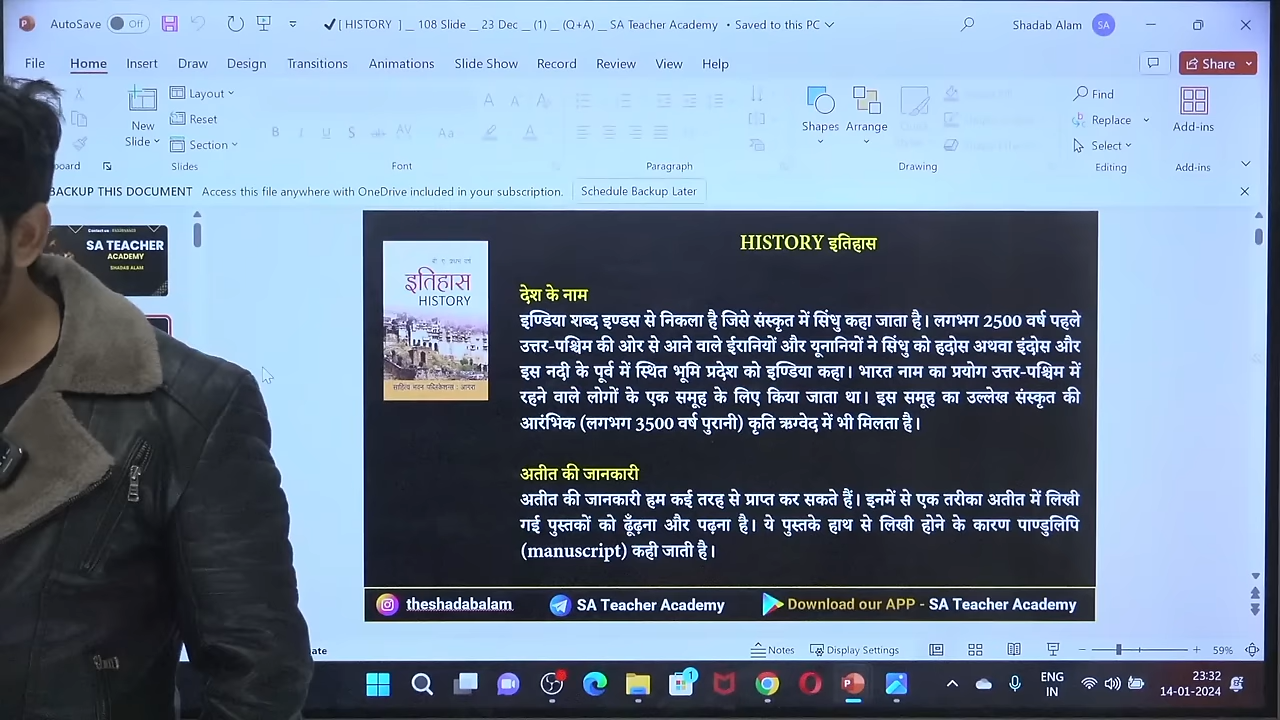 AutoSave Off
✔[ HISTORY ] _ 108 Slide _ 23 Dec _ (1) _ (Q+A) _ SA Teacher Academy • Saved to this PC
Shadab Alam SA
File Home Insert Draw Design Transitions Animations Slide Show Record Review View Help Share
New Slide
Layout
Reset
Section
Slides
Font
Paragraph
Shapes
Arrange
Drawing
Find
Replace
Select
Editing
Add-ins
Add-ins
BACKUP THIS DOCUMENT Access this file anywhere with OneDrive included in your subscription. Schedule Backup Later
SA TEACHER
ACADEMY
SHADAB ALAM
इतिहास
HISTORY
HISTORY इतिहास
देश के नाम
इण्डिया शब्द इण्डस से निकला है जिसे संस्कृत में सिंधु कहा जाता है। लगभग 2500 वर्ष पहले
उत्तर-पश्चिम की ओर से आने वाले ईरानियों और यूनानियों ने सिंधु को हदोस अथवा इंदोस और
इस नदी के पूर्व में स्थित भूमि प्रदेश को इण्डिया कहा। भारत नाम का प्रयोग उत्तर-पश्चिम में
रहने वाले लोगों के एक समूह के लिए किया जाता था। इस समूह का उल्लेख संस्कृत की
आरंभिक (लगभग 3500 वर्ष पुरानी) कृति ऋग्वेद में भी मिलता है।
अतीत की जानकारी
अतीत की जानकारी हम कई तरह से प्राप्त कर सकते हैं। इनमें से एक तरीका अतीत में लिखी
गई पुस्तकों को ढूँढ़ना और पढ़ना है। ये पुस्तके हाथ से लिखी होने के कारण पाण्डुलिपि
(manuscript) कही जाती है।
theshadabalam SA Teacher Academy Download our APP - SA Teacher Academy
Notes Display Settings 59%
ENG
IN
23:32
14-01-2024